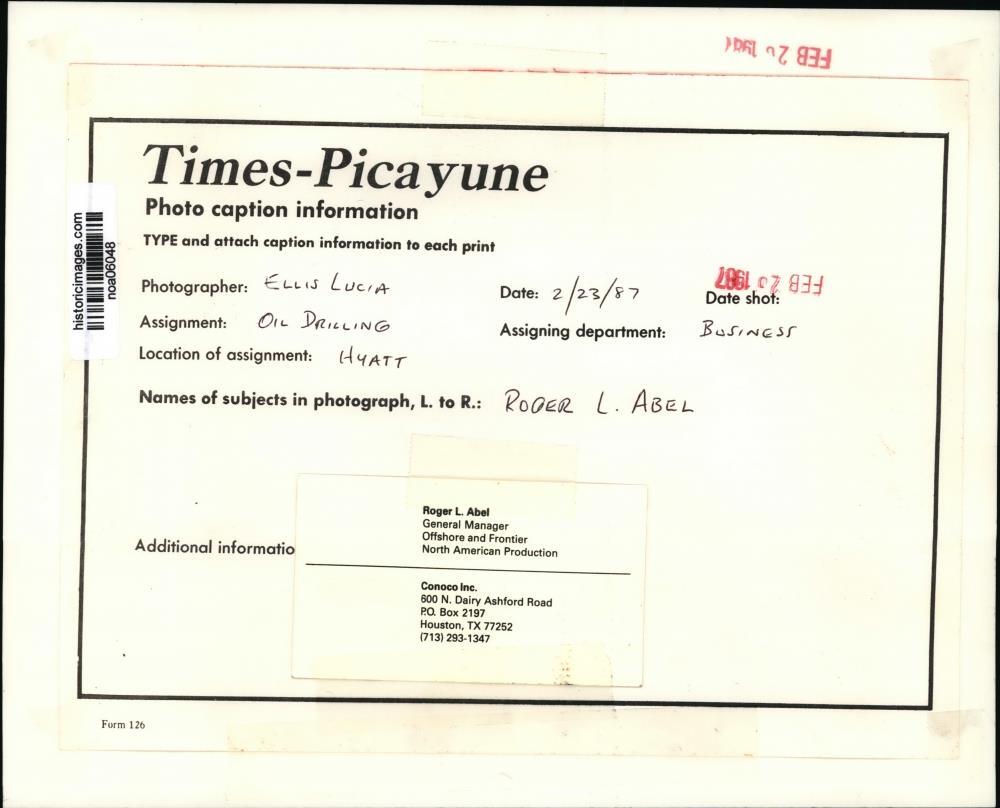 FEB 2
Times-Picayune
Photo caption information
TYPE and attach caption information to each print
historicimages.com
noa06048
Photographer: ELLIS LUCIA
Date: 2/23/87
FEB 2 1987
Date shot:
Assignment: OIL DRILLING
Assigning department: BUSINESS
Location of assignment: HYATT
Names of subjects in photograph, L. to R.: ROGER L. ABEL
Roger L. Abel
General Manager
Offshore and Frontier
North American Production
Additional informatio
Conoco Inc.
600 N. Dairy Ashford Road
P.O. Box 2197
Houston, TX 77252
(713) 293-1347
Form 126